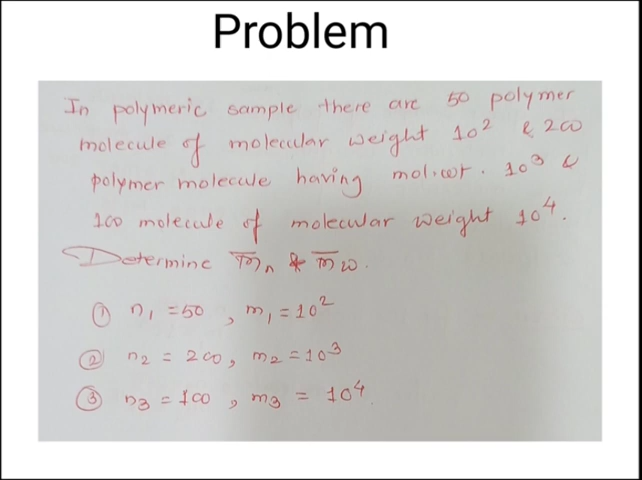 Problem
In polymeric sample there are 50 polymer
molecule of molecular weight 10² & 200
polymer molecule having mol.wt. 10³ &
100 molecule of molecular weight 10⁴.
Determine M̅n & M̅w.
① n₁ = 50, m₁ = 10²
② n₂ = 200, m₂ = 10³
③ n₃ = 100, m₃ = 10⁴.